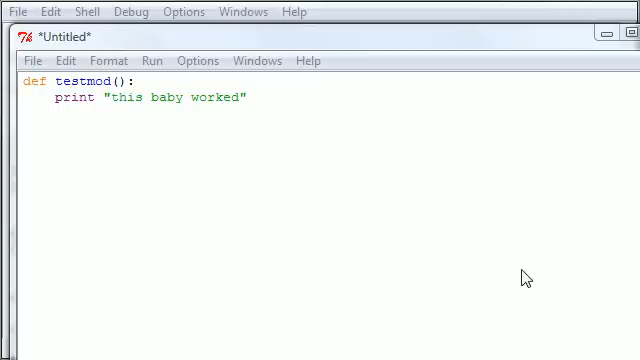 File Edit Shell Debug Options Windows Help
*Untitled*
File Edit Format Run Options Windows Help
def testmod():
    print "this baby worked"